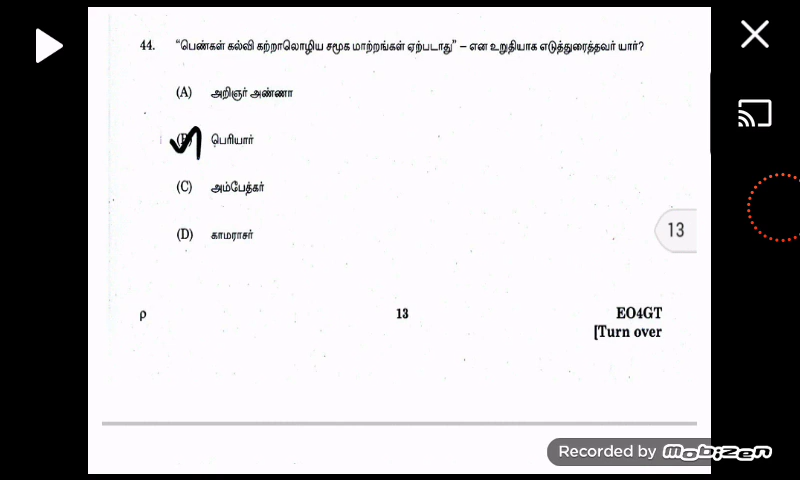 44. "பெண்கள் கல்வி கற்றாலொழிய சமூக மாற்றங்கள் ஏற்படாது" – என உறுதியாக எடுத்துரைத்தவர் யார்?
(A) அறிஞர் அண்ணா
(B) பெரியார்
(C) அம்பேத்கர்
(D) காமராசர்
13
ρ 13 EO4GT
[Turn over
Recorded by mobizen